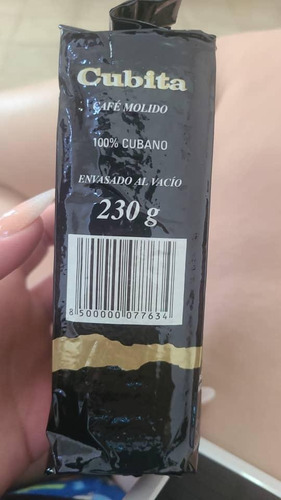 Cubita
CAFÉ MOLIDO
100% CUBANO
ENVASADO AL VACÍO
230 g
8 500000 077634